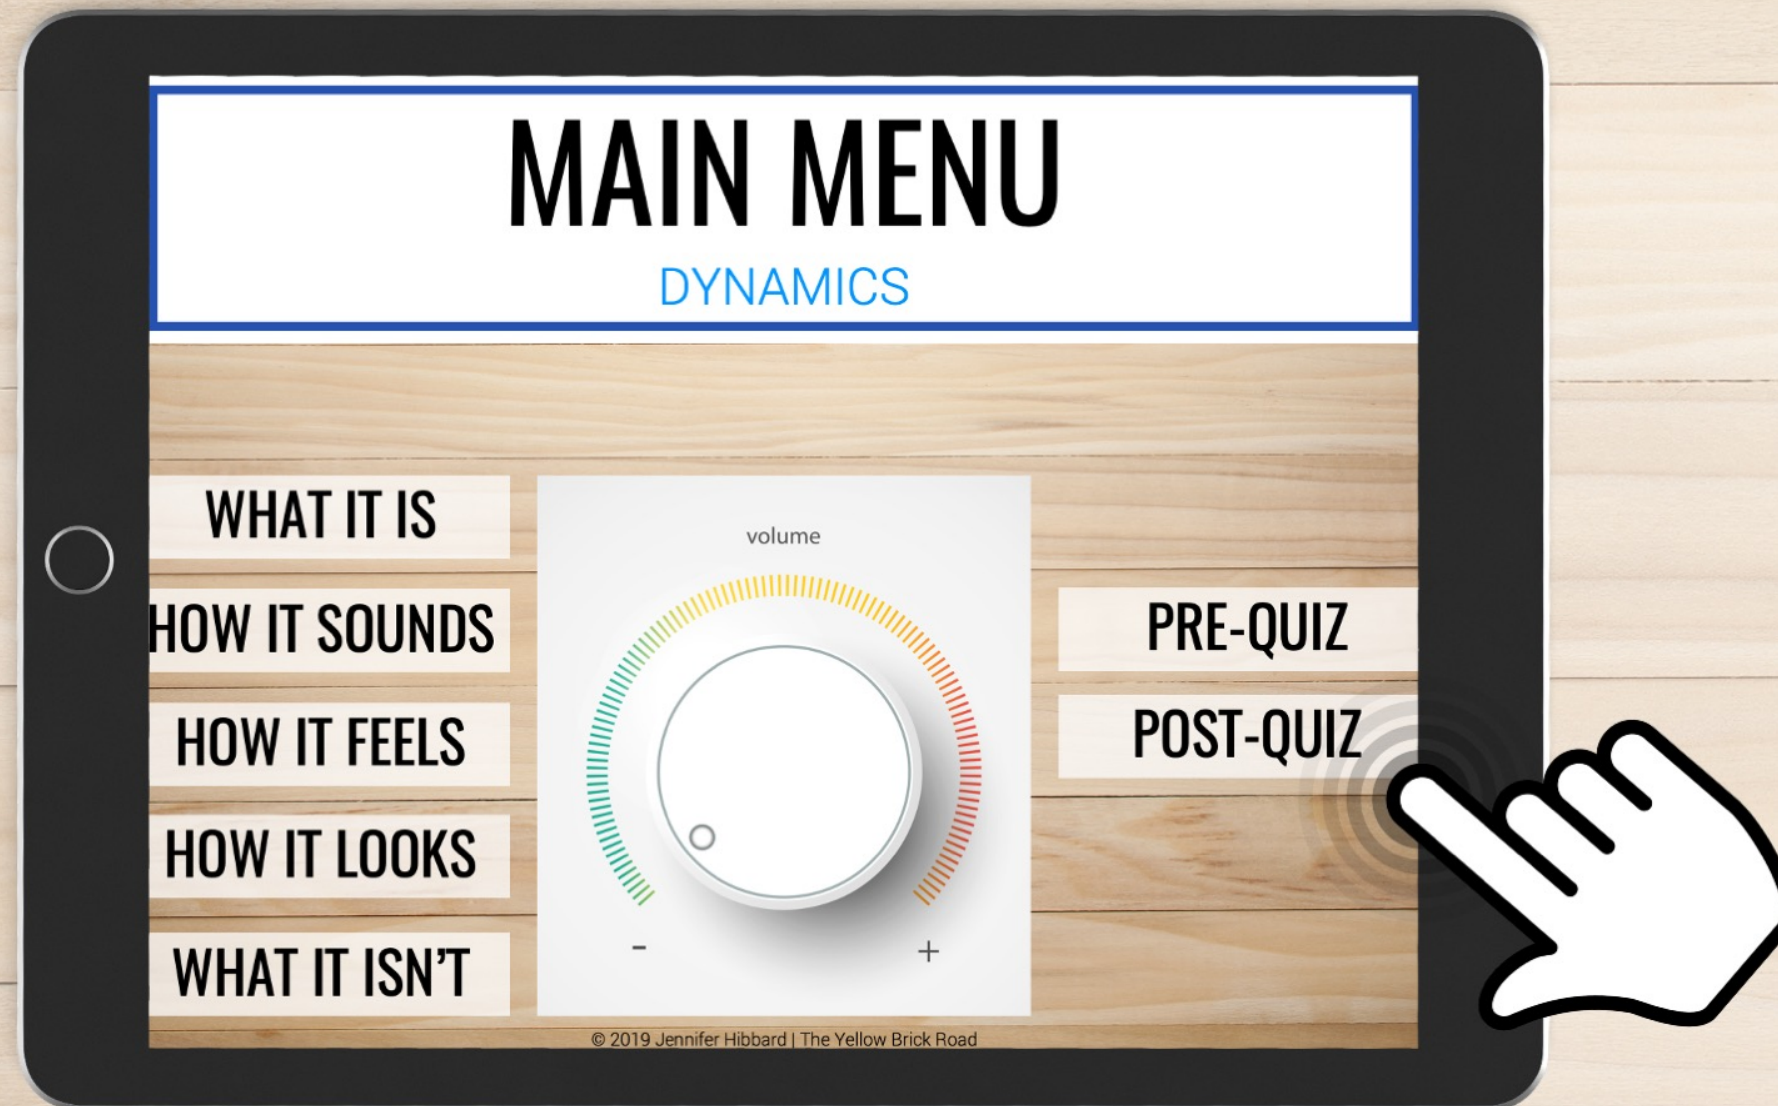 MAIN MENU
DYNAMICS
WHAT IT IS
HOW IT SOUNDS
HOW IT FEELS
HOW IT LOOKS
WHAT IT ISN'T
volume
- +
PRE-QUIZ
POST-QUIZ
© 2019 Jennifer Hibbard | The Yellow Brick Road